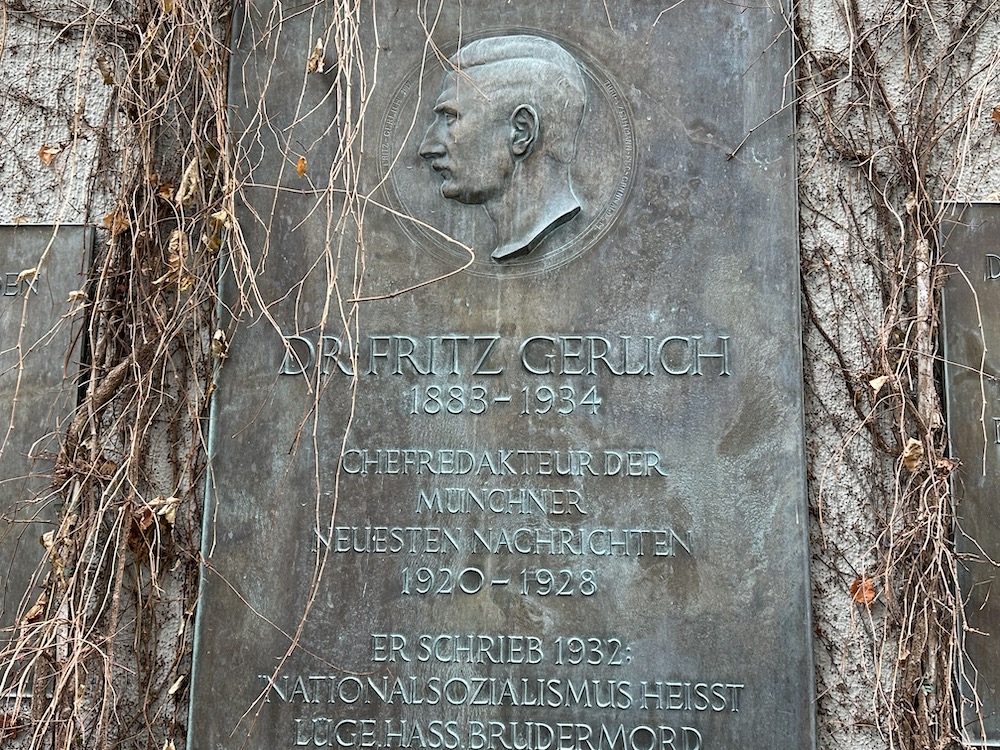 DR FRITZ GERLICH
1883 – 1934
CHEFREDAKTEUR DER
MÜNCHNER
NEUESTEN NACHRICHTEN
1920 – 1928
ER SCHRIEB 1932:
"NATIONALSOZIALISMUS HEISST
LÜGE, HASS, BRUDERMORD